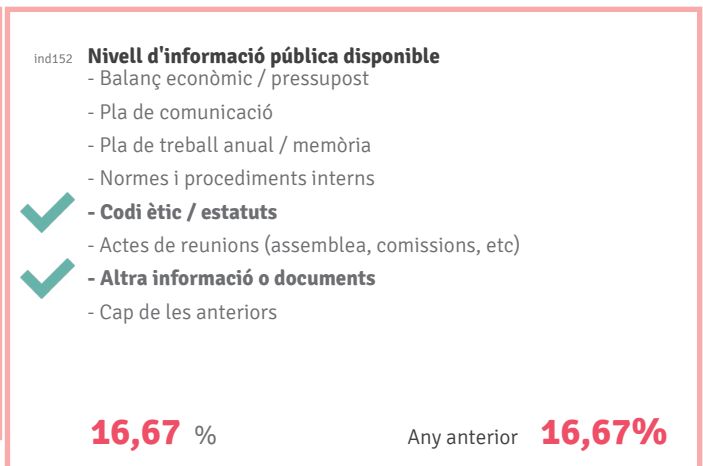 ind152 Nivell d'informació pública disponible
- Balanç econòmic / pressupost
- Pla de comunicació
- Pla de treball anual / memòria
- Normes i procediments interns
- Codi ètic / estatuts
- Actes de reunions (assemblea, comissions, etc)
- Altra informació o documents
- Cap de les anteriors
16,67 % Any anterior 16,67%